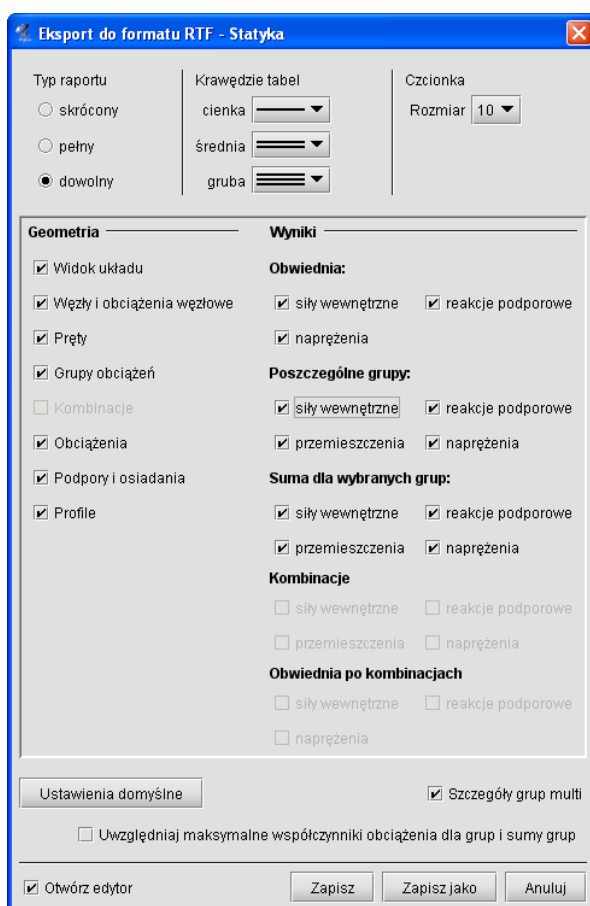 Eksport do formatu RTF - Statyka
Typ raportu Krawędzie tabel Czcionka
skrócony cienka Rozmiar 10
pełny średnia
dowolny gruba
Geometria Wyniki
Widok układu Obwiednia:
Węzły i obciążenia węzłowe siły wewnętrzne reakcje podporowe
Pręty naprężenia
Grupy obciążeń Poszczególne grupy:
Kombinacje siły wewnętrzne reakcje podporowe
Obciążenia przemieszczenia naprężenia
Podpory i osiadania Suma dla wybranych grup:
Profile siły wewnętrzne reakcje podporowe
przemieszczenia naprężenia
Kombinacje
siły wewnętrzne reakcje podporowe
przemieszczenia naprężenia
Obwiednia po kombinacjach
siły wewnętrzne reakcje podporowe
naprężenia
Ustawienia domyślne Szczegóły grup multi
Uwzględniaj maksymalne współczynniki obciążenia dla grup i sumy grup
Otwórz edytor Zapisz Zapisz jako Anuluj